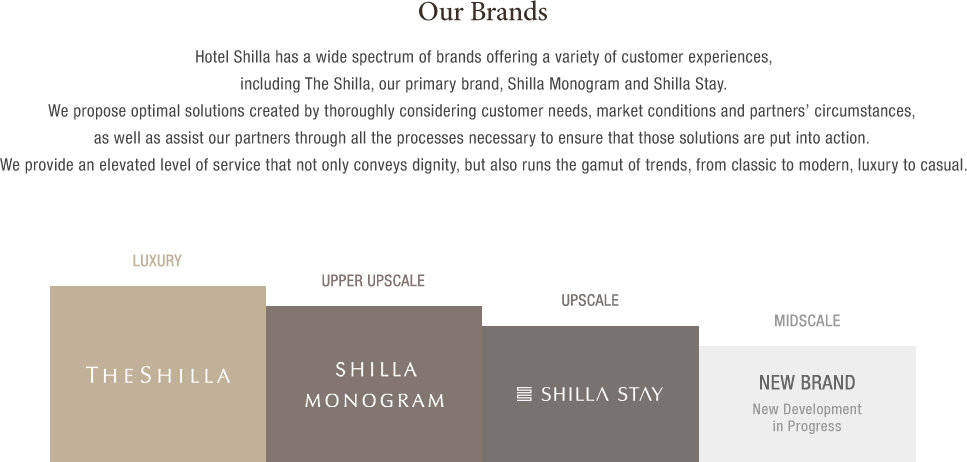 Our Brands
Hotel Shilla has a wide spectrum of brands offering a variety of customer experiences,
including The Shilla, our primary brand, Shilla Monogram and Shilla Stay.
We propose optimal solutions created by thoroughly considering customer needs, market conditions and partners’ circumstances,
as well as assist our partners through all the processes necessary to ensure that those solutions are put into action.
We provide an elevated level of service that not only conveys dignity, but also runs the gamut of trends, from classic to modern, luxury to casual.
LUXURY
THE SHILLA
UPPER UPSCALE
SHILLA
MONOGRAM
UPSCALE
SHILLA STAY
MIDSCALE
NEW BRAND
New Development
in Progress